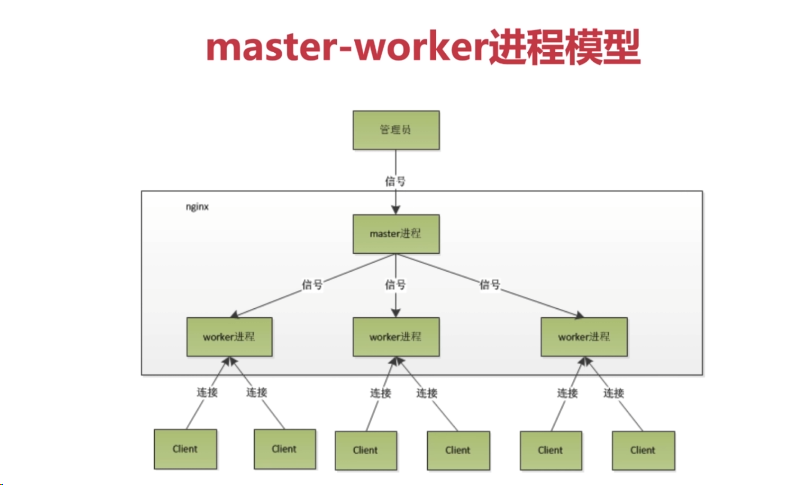 master-worker进程模型
管理员
信号
nginx
master进程
信号
信号
信号
worker进程
worker进程
worker进程
连接
连接
连接
连接
连接
连接
Client
Client
Client
Client
Client
Client